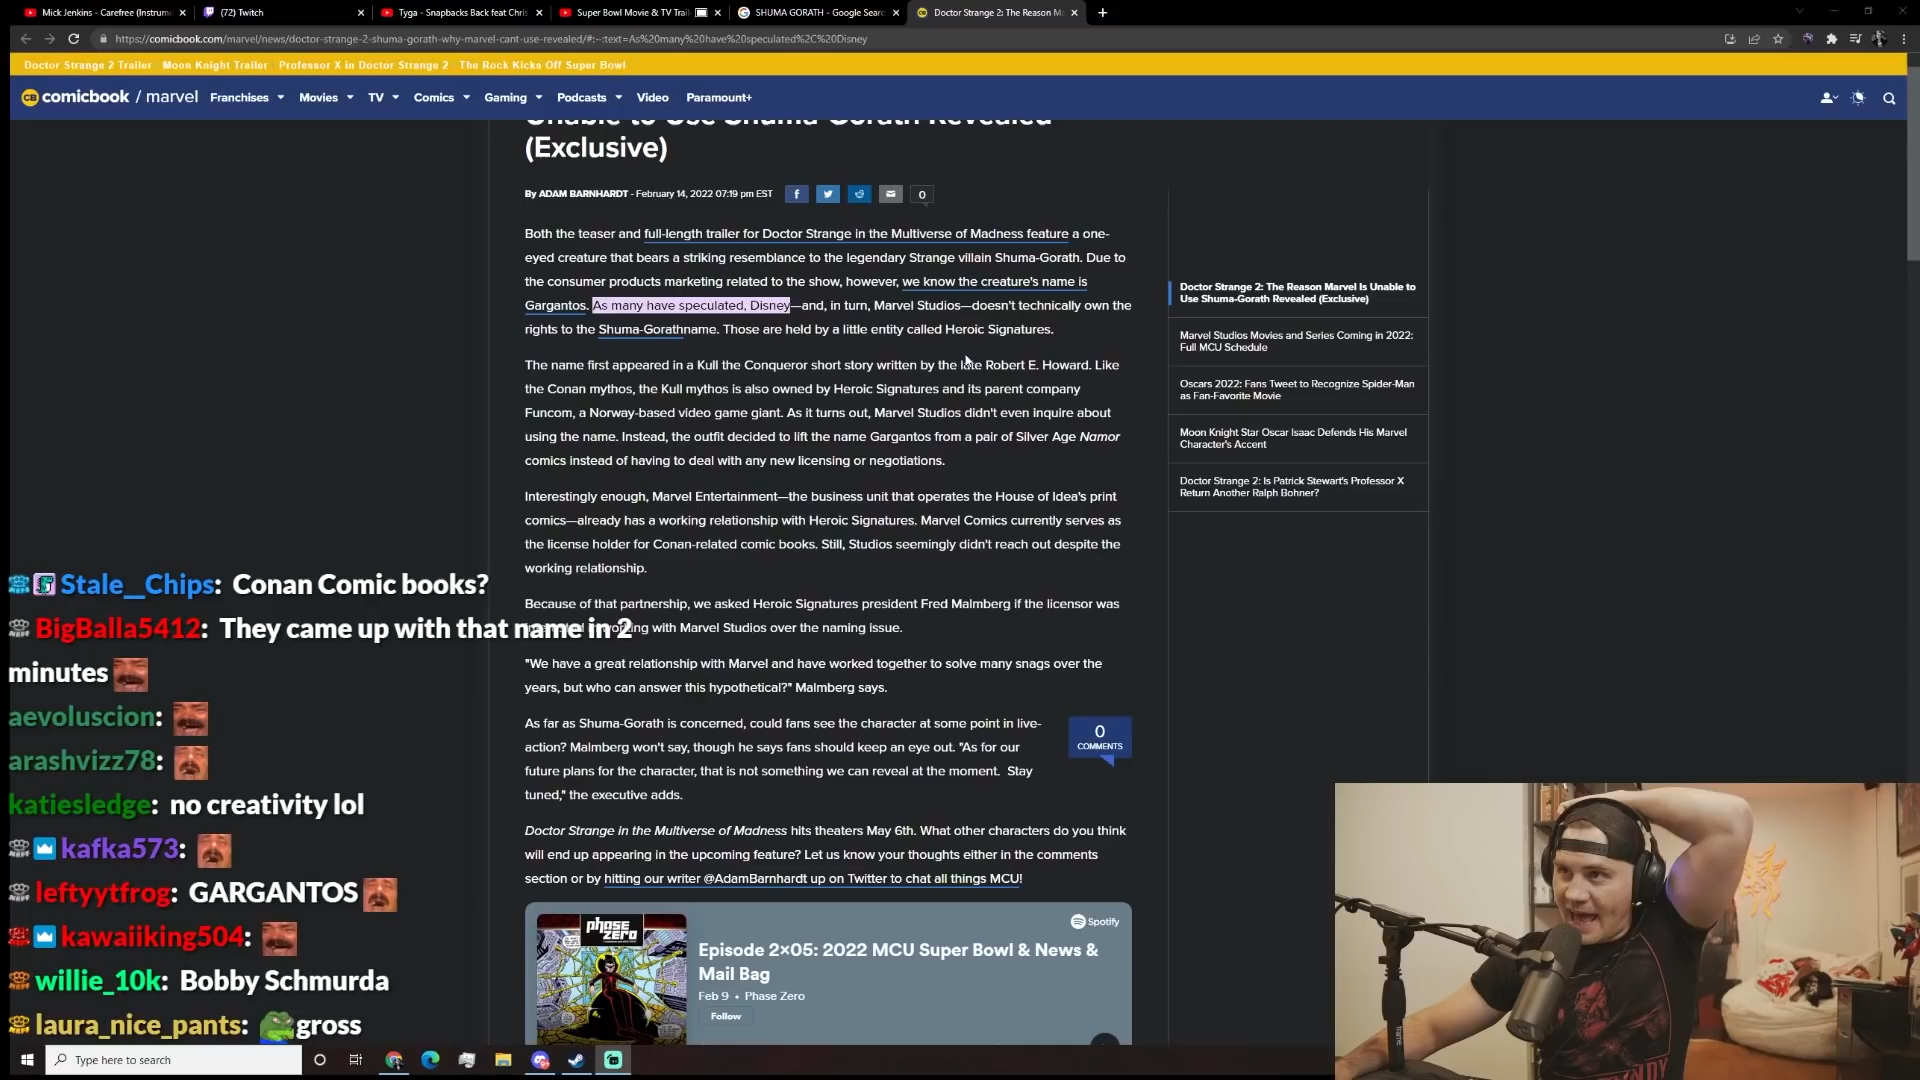 Mick Jenkins - Carefree (Instrum
(72) Twitch
Tyga - Snapbacks Back feat Chris
Super Bowl Movie & TV Trail
SHUMA GORATH - Google Searc
Doctor Strange 2: The Reason M
https://comicbook.com/marvel/news/doctor-strange-2-shuma-gorath-why-marvel-cant-use-revealed/#:~:text=As%20many%20have%20speculated%2C%20Disney
Doctor Strange 2 Trailer Moon Knight Trailer Professor X in Doctor Strange 2 The Rock Kicks Off Super Bowl
CB comicbook / marvel Franchises Movies TV Comics Gaming Podcasts Video Paramount+
Unable to Use Shuma-Gorath Revealed
(Exclusive)
By ADAM BARNHARDT - February 14, 2022 07:19 pm EST
0
Both the teaser and full-length trailer for Doctor Strange in the Multiverse of Madness feature a one-
eyed creature that bears a striking resemblance to the legendary Strange villain Shuma-Gorath. Due to
the consumer products marketing related to the show, however, we know the creature's name is
Gargantos. As many have speculated, Disney—and, in turn, Marvel Studios—doesn't technically own the
rights to the Shuma-Gorathname. Those are held by a little entity called Heroic Signatures.
The name first appeared in a Kull the Conqueror short story written by the late Robert E. Howard. Like
the Conan mythos, the Kull mythos is also owned by Heroic Signatures and its parent company
Funcom, a Norway-based video game giant. As it turns out, Marvel Studios didn't even inquire about
using the name. Instead, the outfit decided to lift the name Gargantos from a pair of Silver Age Namor
comics instead of having to deal with any new licensing or negotiations.
Interestingly enough, Marvel Entertainment—the business unit that operates the House of Idea's print
comics—already has a working relationship with Heroic Signatures. Marvel Comics currently serves as
the license holder for Conan-related comic books. Still, Studios seemingly didn't reach out despite the
working relationship.
Because of that partnership, we asked Heroic Signatures president Fred Malmberg if the licensor was
with Marvel Studios over the naming issue.
"We have a great relationship with Marvel and have worked together to solve many snags over the
years, but who can answer this hypothetical?" Malmberg says.
As far as Shuma-Gorath is concerned, could fans see the character at some point in live-
action? Malmberg won't say, though he says fans should keep an eye out. "As for our
future plans for the character, that is not something we can reveal at the moment. Stay
tuned," the executive adds.
0
COMMENTS
Doctor Strange in the Multiverse of Madness hits theaters May 6th. What other characters do you think
will end up appearing in the upcoming feature? Let us know your thoughts either in the comments
section or by hitting our writer @AdamBarnhardt up on Twitter to chat all things MCU!
phase
zero
Spotify
Episode 2x05: 2022 MCU Super Bowl & News &
Mail Bag
Feb 9 • Phase Zero
Follow
Doctor Strange 2: The Reason Marvel Is Unable to
Use Shuma-Gorath Revealed (Exclusive)
Marvel Studios Movies and Series Coming in 2022:
Full MCU Schedule
Oscars 2022: Fans Tweet to Recognize Spider-Man
as Fan-Favorite Movie
Moon Knight Star Oscar Isaac Defends His Marvel
Character's Accent
Doctor Strange 2: Is Patrick Stewart's Professor X
Return Another Ralph Bohner?
Stale__Chips: Conan Comic books?
BigBalla5412: They came up with that name in 2
minutes
aevoluscion:
arashvizz78:
katiesledge: no creativity lol
kafka573:
leftyytfrog: GARGANTOS
kawaiiking504:
willie_10k: Bobby Schmurda
laura_nice_pants: gross
Type here to search